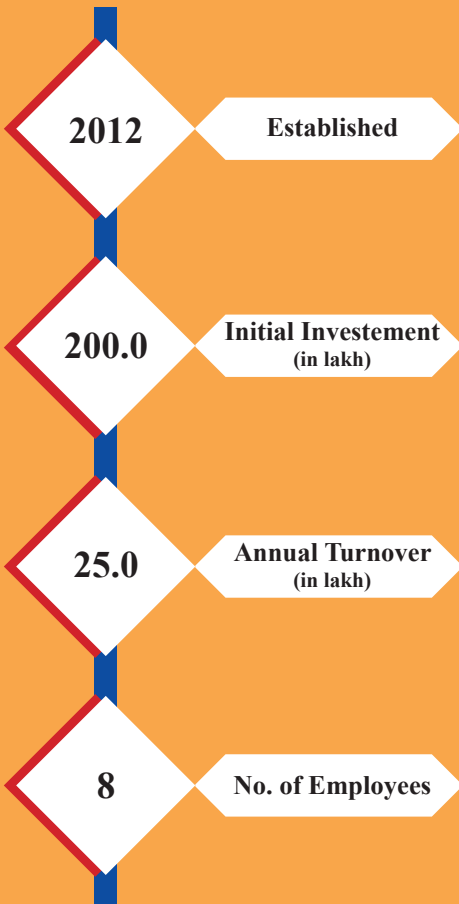 2012
Established
200.0
Initial Investement
(in lakh)
25.0
Annual Turnover
(in lakh)
8
No. of Employees